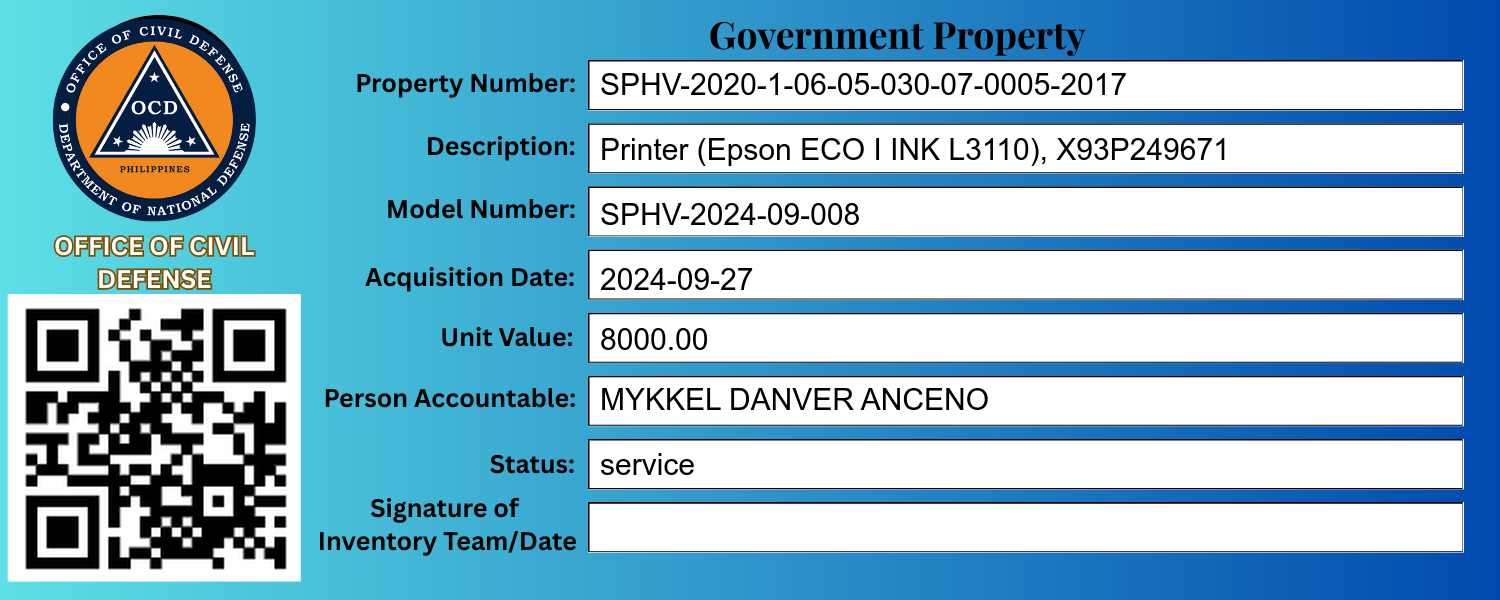 OFFICE OF CIVIL DEFENSE
OCD
PHILIPPINES
DEPARTMENT OF NATIONAL DEFENSE
OFFICE OF CIVIL
DEFENSE
Government Property
Property Number: SPHV-2020-1-06-05-030-07-0005-2017
Description: Printer (Epson ECO I INK L3110), X93P249671
Model Number: SPHV-2024-09-008
Acquisition Date: 2024-09-27
Unit Value: 8000.00
Person Accountable: MYKKEL DANVER ANCENO
Status: service
Signature of
Inventory Team/Date